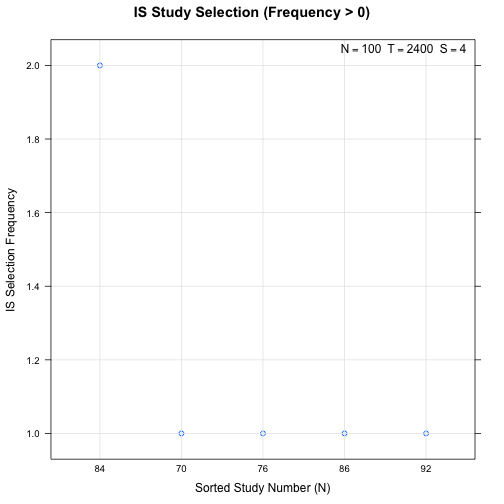 IS Study Selection (Frequency > 0)
N = 100  T = 2400  S = 4
2.0
1.8
1.6
1.4
1.2
1.0
IS Selection Frequency
84 70 76 86 92
Sorted Study Number (N)